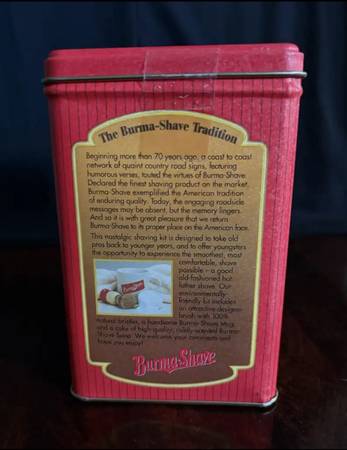 The Burma-Shave Tradition
Beginning more than 70 years ago, a coast to coast
network of quaint country road signs, featuring
humorous verses, touted the virtues of Burma-Shave.
Declared the finest shaving product on the market,
Burma-Shave exemplified the American tradition
of enduring quality. Today, the engaging roadside
messages may be absent, but the memory lingers.
And so it is with great pleasure that we return
Burma-Shave to its proper place on the American face.
This nostalgic shaving kit is designed to take old
pros back to younger years, and to offer youngsters
the opportunity to experience the smoothest, most
comfortable, shave
possible – a good
old-fashioned hot
lather shave. Our
environmentally-
friendly kit includes
an attractive designer
brush with 100%
natural bristles, a handsome Burma-Shave Mug,
and a cake of high-quality, mildly-scented Burma-
Shave Soap. We welcome your comments and
hope you enjoy!
Burma-Shave